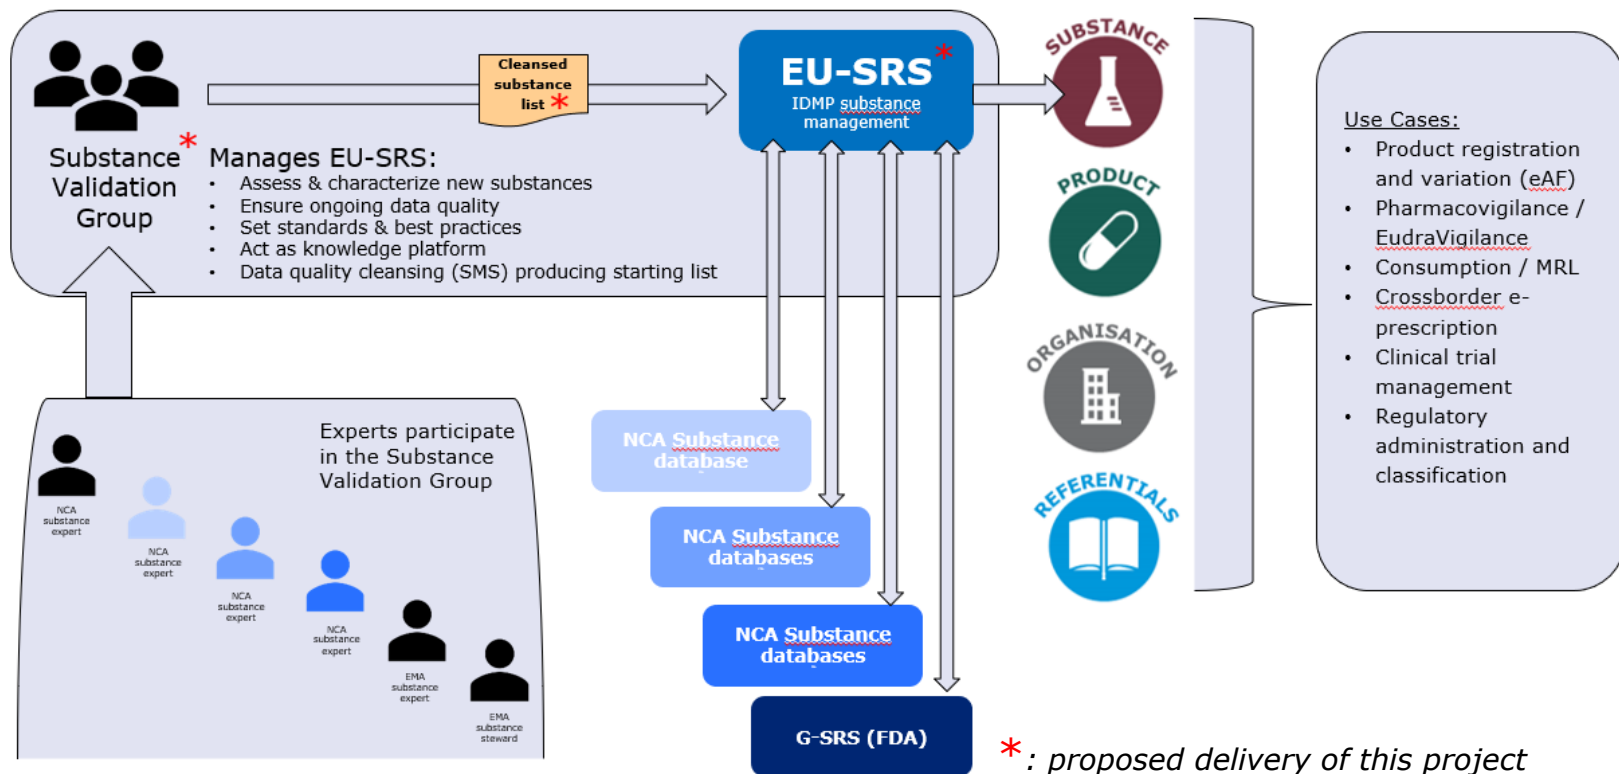 Substance *
Validation
Group
Cleansed
substance
list *
EU-SRS *
IDMP substance
management
Manages EU-SRS:
• Assess & characterize new substances
• Ensure ongoing data quality
• Set standards & best practices
• Act as knowledge platform
• Data quality cleansing (SMS) producing starting list
Experts participate
in the Substance
Validation Group
NCA
substance
expert
NCA
substance
expert
NCA
substance
expert
NCA
substance
expert
EMA
substance
expert
EMA
substance
steward
NCA Substance
database
NCA Substance
databases
NCA Substance
databases
G-SRS (FDA)
SUBSTANCE
PRODUCT
ORGANISATION
REFERENTIALS
Use Cases:
• Product registration
and variation (eAF)
• Pharmacovigilance /
EudraVigilance
• Consumption / MRL
• Crossborder e-
prescription
• Clinical trial
management
• Regulatory
administration and
classification
*: proposed delivery of this project